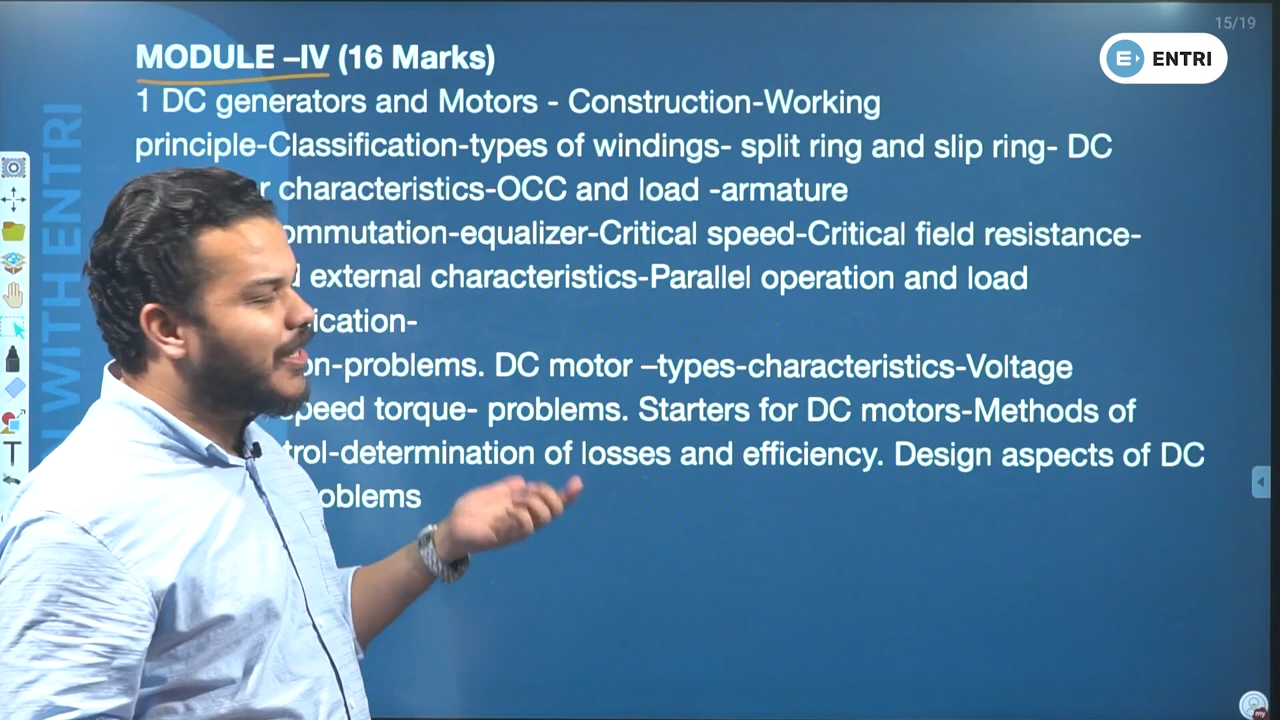 15/19
ENTRI
MODULE –IV (16 Marks)
1 DC generators and Motors - Construction-Working
principle-Classification-types of windings- split ring and slip ring- DC
characteristics-OCC and load -armature
ommutation-equalizer-Critical speed-Critical field resistance-
external characteristics-Parallel operation and load
ication-
on-problems. DC motor –types-characteristics-Voltage
speed torque- problems. Starters for DC motors-Methods of
trol-determination of losses and efficiency. Design aspects of DC
oblems
WITH ENTRI
T